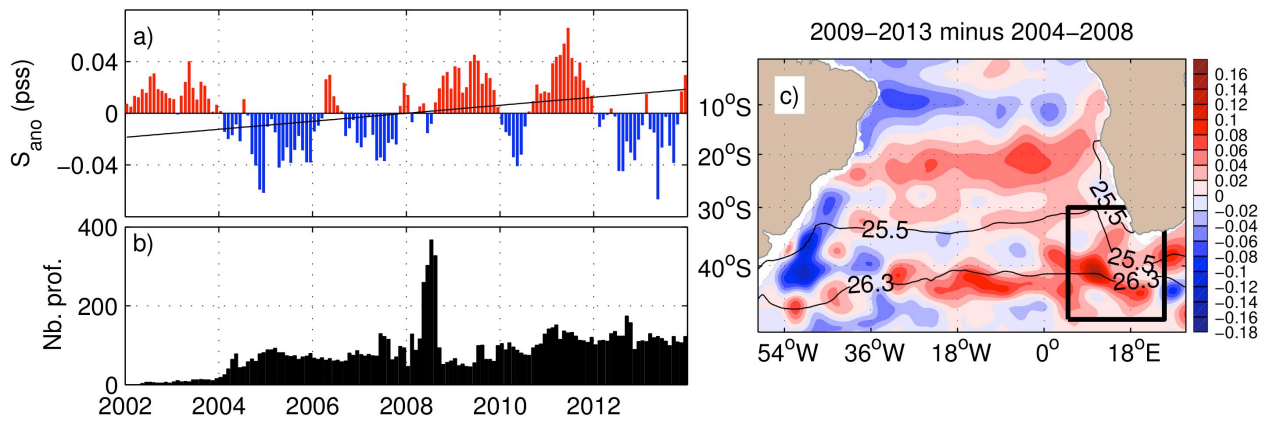 a)
S_ano (pss)
0.04
0
−0.04
b)
Nb. prof.
400
200
0
2002 2004 2006 2008 2010 2012
2009−2013 minus 2004−2008
c)
10°S
20°S
30°S
40°S
54°W 36°W 18°W 0° 18°E
25.5
25.5
25.5
26.3
26.3
0.16
0.14
0.12
0.1
0.08
0.06
0.04
0.02
0
−0.02
−0.04
−0.06
−0.08
−0.1
−0.12
−0.14
−0.16
−0.18